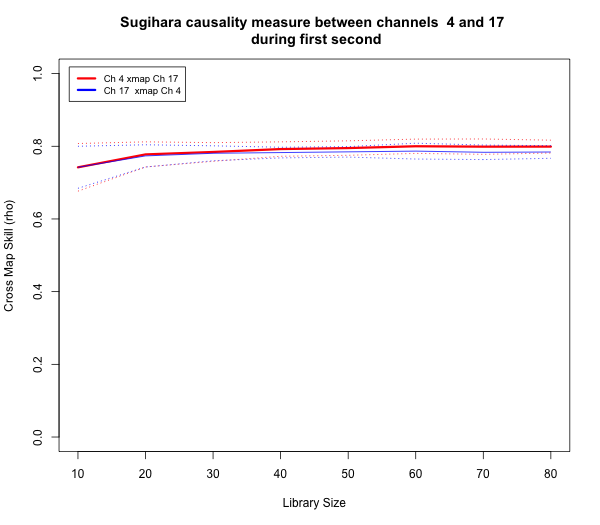 Sugihara causality measure between channels  4 and 17
during first second
Ch 4 xmap Ch 17
Ch 17  xmap Ch 4
Cross Map Skill (rho)
1.0
0.8
0.6
0.4
0.2
0.0
10 20 30 40 50 60 70 80
Library Size